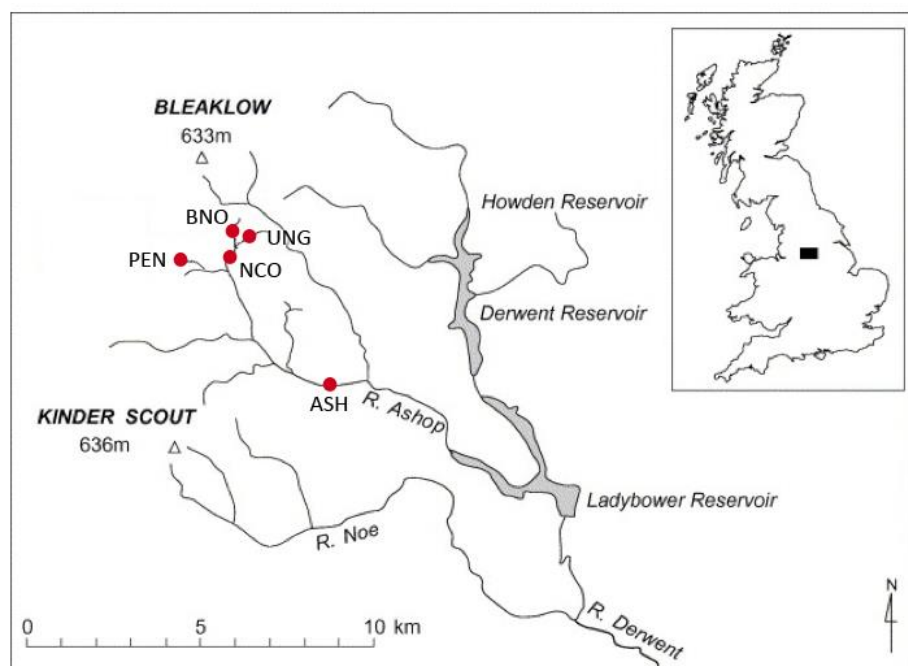 BLEAKLOW
633m
BNO
UNG
PEN
NCO
Howden Reservoir
Derwent Reservoir
ASH
R. Ashop
KINDER SCOUT
636m
Ladybower Reservoir
R. Noe
R. Derwent
N
0 5 10 km